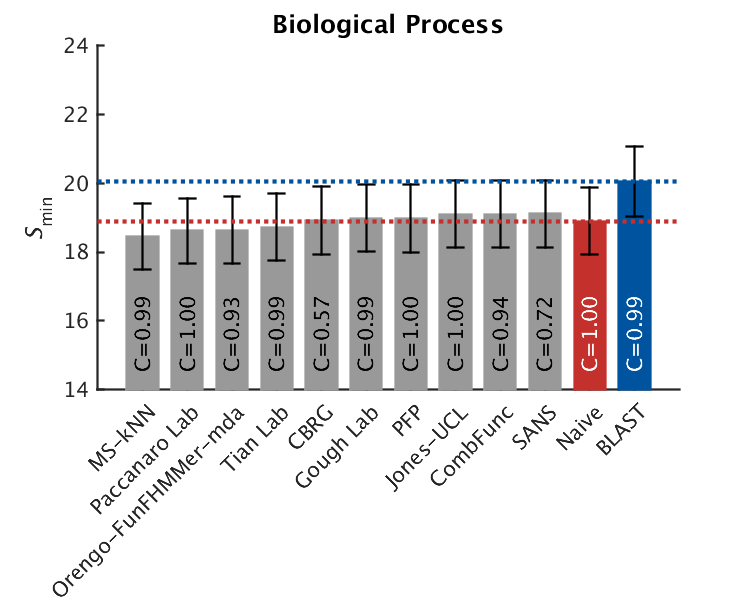 Biological Process
24
22
20
18
16
14
Smin
C=0.99
C=1.00
C=0.93
C=0.99
C=0.57
C=0.99
C=1.00
C=1.00
C=0.94
C=0.72
C=1.00
C=0.99
MS-kNN
Paccanaro Lab
Orengo-FunFHMMer-mda
Tian Lab
CBRG
Gough Lab
PFP
Jones-UCL
CombFunc
SANS
Naive
BLAST